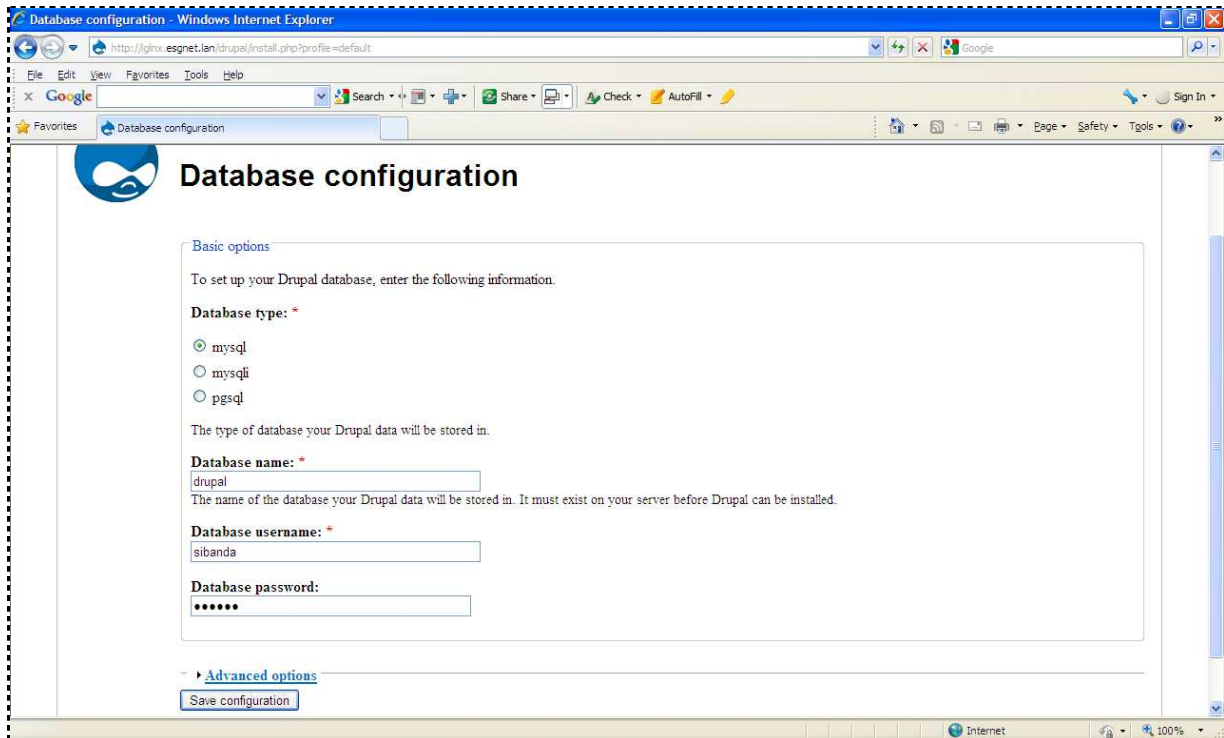 Database configuration - Windows Internet Explorer
http://lglnx.esgnet.lan/drupal/install.php?profile=default
Google
File Edit View Favorites Tools Help
x Google Search Share Check AutoFill Sign In
Favorites Database configuration Page Safety Tools »
Database configuration
Basic options
To set up your Drupal database, enter the following information.
Database type: *
mysql
mysqli
pgsql
The type of database your Drupal data will be stored in.
Database name: *
drupal
The name of the database your Drupal data will be stored in. It must exist on your server before Drupal can be installed.
Database username: *
sibanda
Database password:
••••••
Advanced options
Save configuration
Internet 100%